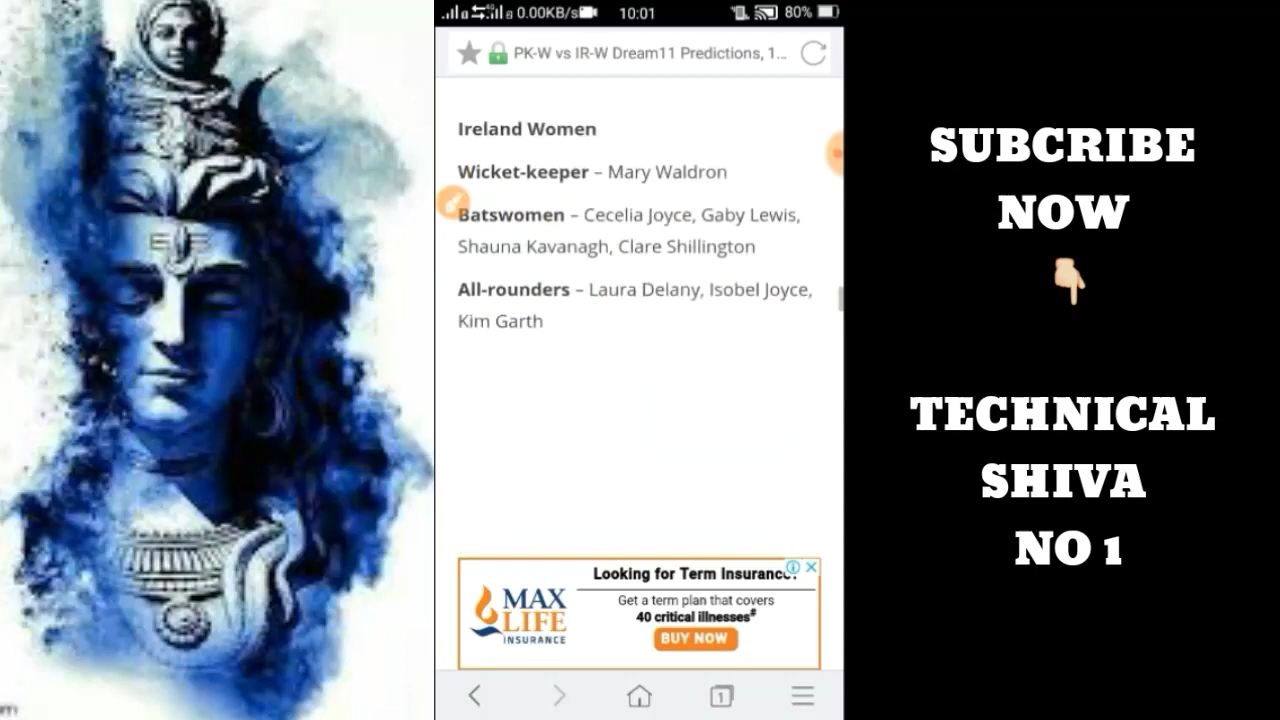 0.00KB/s 10:01 80%
PK-W vs IR-W Dream11 Predictions, 1...
Ireland Women
Wicket-keeper – Mary Waldron
Batswomen – Cecelia Joyce, Gaby Lewis,
Shauna Kavanagh, Clare Shillington
All-rounders – Laura Delany, Isobel Joyce,
Kim Garth
Looking for Term Insurance?
Get a term plan that covers
40 critical illnesses#
BUY NOW
MAX
LIFE
INSURANCE
1
SUBCRIBE
NOW
TECHNICAL
SHIVA
NO 1